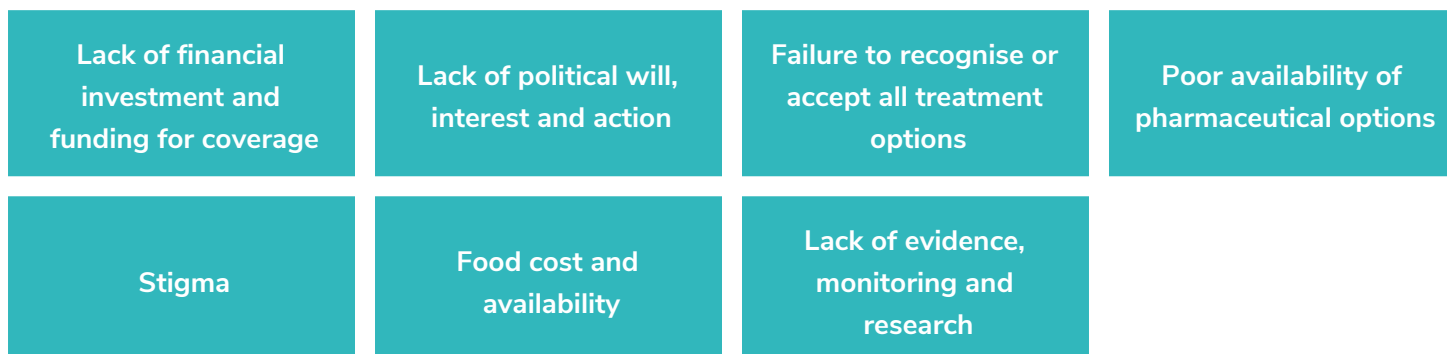 Lack of financial
investment and
funding for coverage
Lack of political will,
interest and action
Failure to recognise or
accept all treatment
options
Poor availability of
pharmaceutical options
Stigma
Food cost and
availability
Lack of evidence,
monitoring and
research